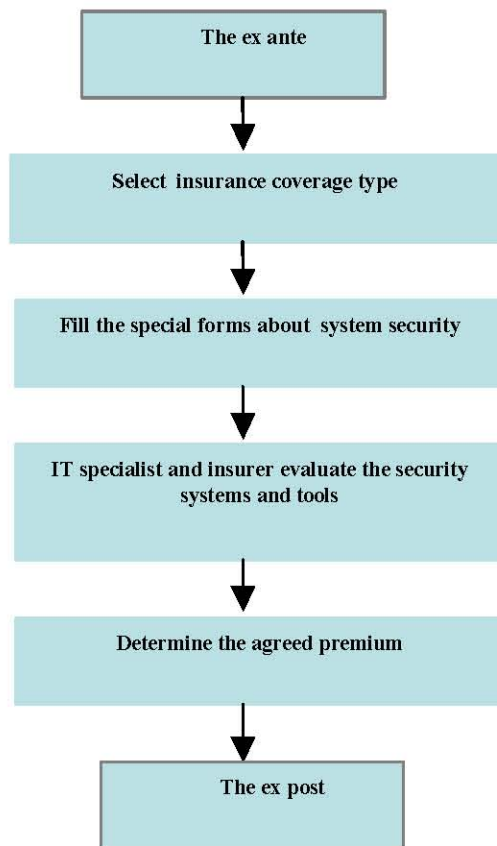 The ex ante
Select insurance coverage type
Fill the special forms about system security
IT specialist and insurer evaluate the security
systems and tools
Determine the agreed premium
The ex post